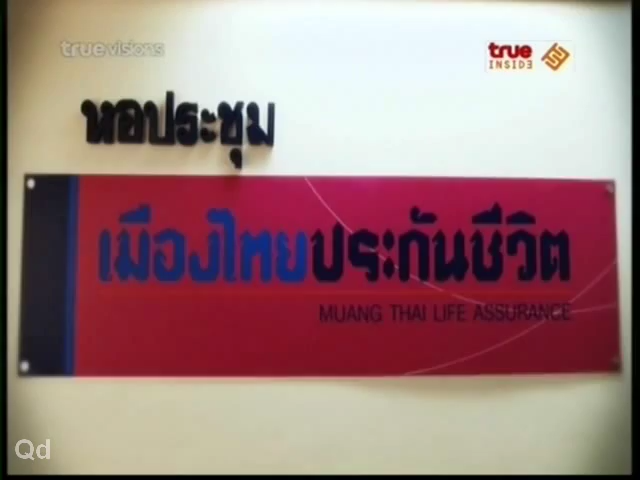 truevisions
true
INSIDE
หอประชุม
เมืองไทยประกันชีวิต
MUANG THAI LIFE ASSURANCE
Qd